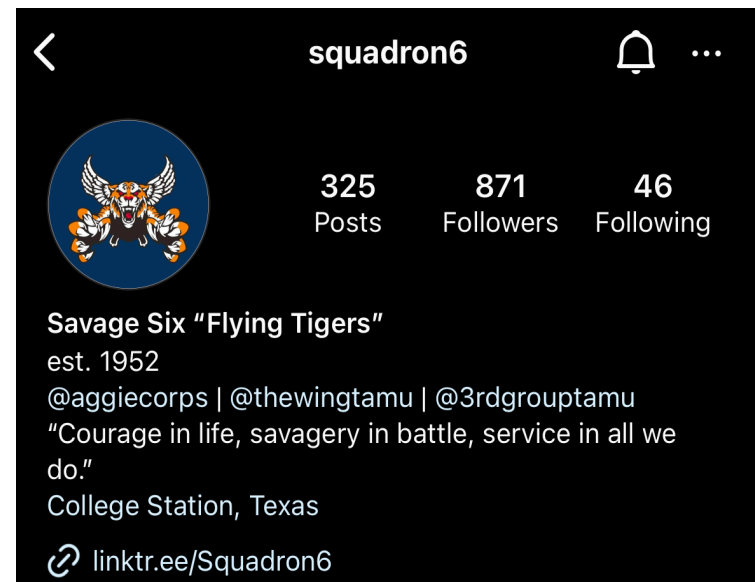 squadron6
325 871 46
Posts Followers Following
Savage Six “Flying Tigers”
est. 1952
@aggiecorps | @thewingtamu | @3rdgrouptamu
“Courage in life, savagery in battle, service in all we
do.”
College Station, Texas
linktr.ee/Squadron6